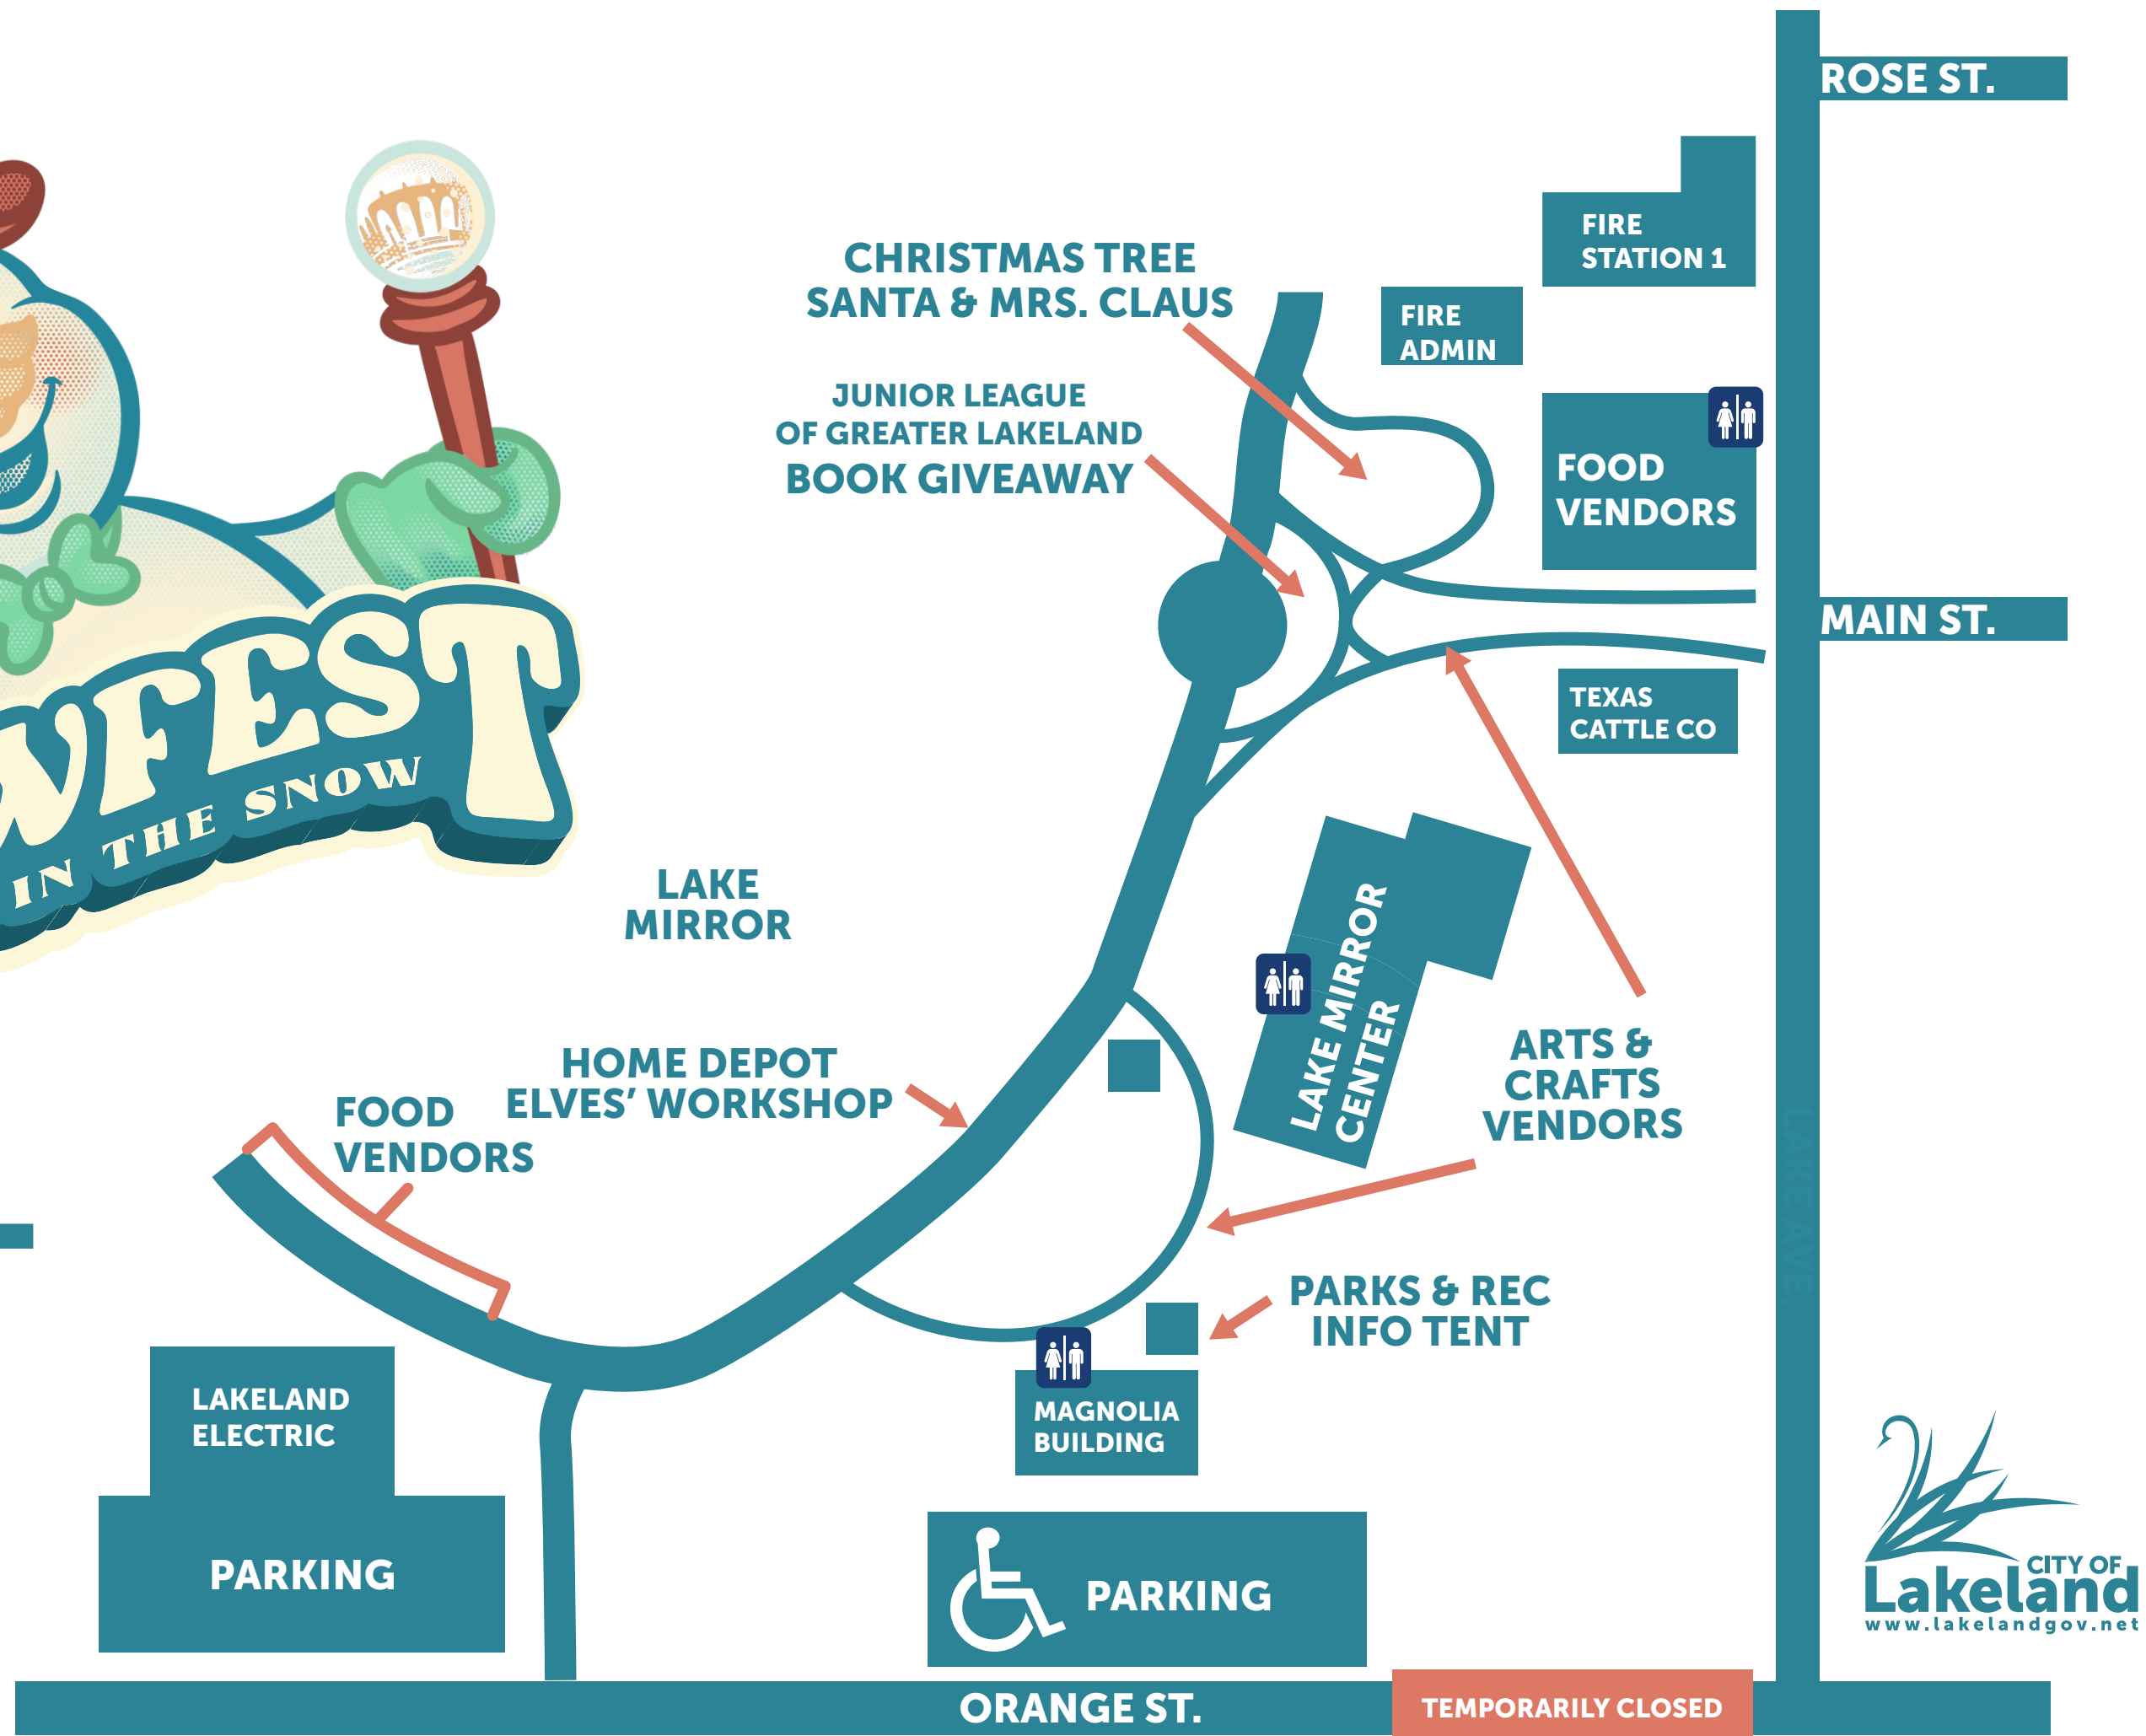 ROSE ST.
FIRE
STATION 1
CHRISTMAS TREE
SANTA & MRS. CLAUS
FIRE
ADMIN
JUNIOR LEAGUE
OF GREATER LAKELAND
BOOK GIVEAWAY
FOOD
VENDORS
MAIN ST.
TEXAS
CATTLE CO
WFEST
IN THE SNOW
LAKE
MIRROR
LAKE MIRROR
CENTER
HOME DEPOT
ELVES’ WORKSHOP
FOOD
VENDORS
ARTS &
CRAFTS
VENDORS
LAKE AVE.
PARKS & REC
INFO TENT
LAKELAND
ELECTRIC
MAGNOLIA
BUILDING
PARKING
PARKING
CITY OF
Lakeland
www.lakelandgov.net
ORANGE ST.
TEMPORARILY CLOSED